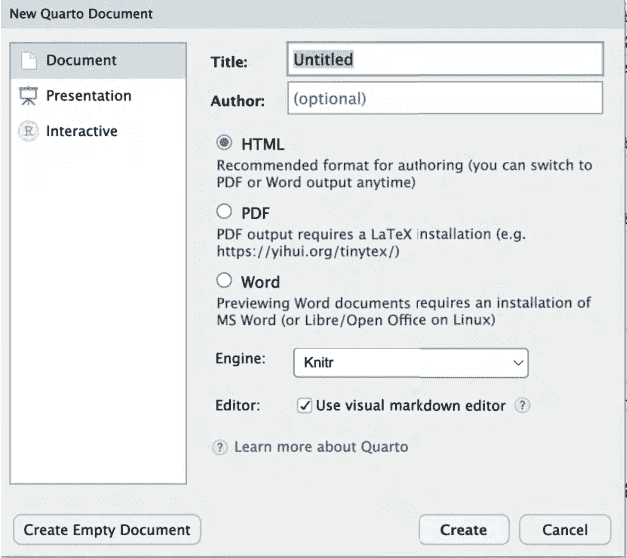 New Quarto Document
Document
Presentation
R Interactive
Title: Untitled
Author: (optional)
HTML
Recommended format for authoring (you can switch to
PDF or Word output anytime)
PDF
PDF output requires a LaTeX installation (e.g.
https://yihui.org/tinytex/)
Word
Previewing Word documents requires an installation of
MS Word (or Libre/Open Office on Linux)
Engine: Knitr
Editor: Use visual markdown editor ?
? Learn more about Quarto
Create Empty Document Create Cancel